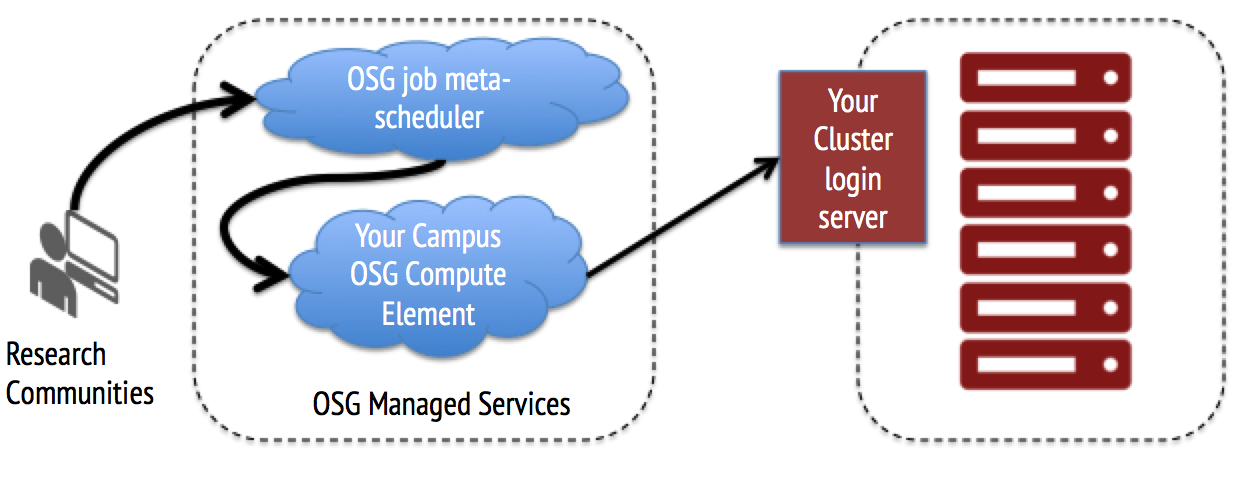 OSG job meta-
scheduler
Your Campus
OSG Compute
Element
OSG Managed Services
Research
Communities
Your
Cluster
login
server